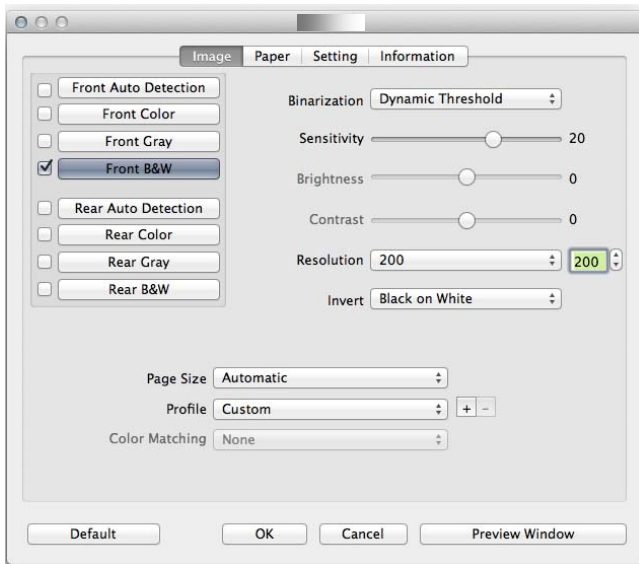 Image Paper Setting Information
Front Auto Detection
Front Color
Front Gray
Front B&W
Rear Auto Detection
Rear Color
Rear Gray
Rear B&W
Binarization Dynamic Threshold
Sensitivity 20
Brightness 0
Contrast 0
Resolution 200 200
Invert Black on White
Page Size Automatic
Profile Custom + -
Color Matching None
Default OK Cancel Preview Window